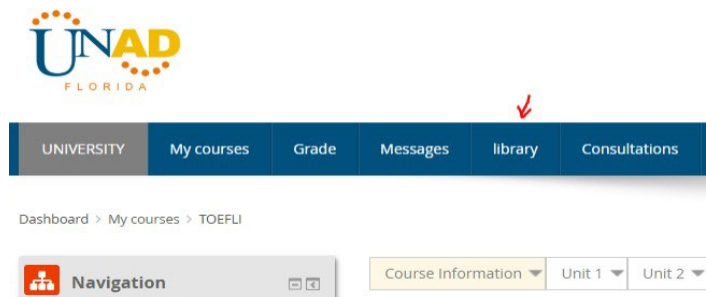 UNAD
FLORIDA
UNIVERSITY My courses Grade Messages library Consultations
Dashboard > My courses > TOEFLI
Navigation
Course Information Unit 1 Unit 2